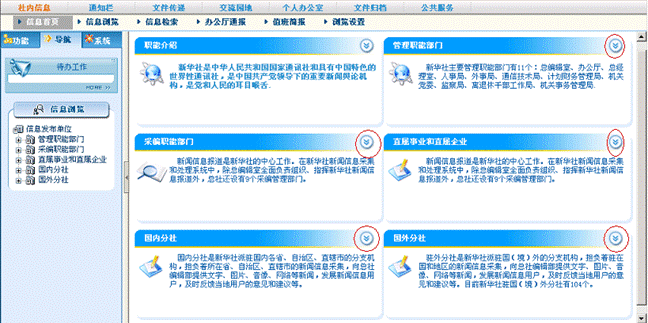 社内信息 通知栏 文件传递 交流园地 个人办公室 文件归档 公共服务
信息首页 信息浏览 信息检索 办公厅通报 值班简报 浏览设置
功能 导航 系统
待办工作
MORE >>
信息浏览
信息发布单位
管理职能部门
采编职能部门
直属事业和直属企业
国内分社
国外分社
职能介绍
新华社是中华人民共和国国家通讯社和具有中国特色的
世界性通讯社，是中国共产党领导下的重要新闻舆论机
构，是党和人民的耳目喉舌.
管理职能部门
新华社主要管理职能部门有11个：总编辑室、办公厅、总经
理室、人事局、外事局、通信技术局、计划财务管理局、机关
党委、监察局、离退休干部工作局、机关事务管理局.
采编职能部门
新闻信息报道是新华社的中心工作。在新华社新闻信息采集
和处理系统中，除总编辑室全面负责组织、指挥新华社新闻信
息报道外，总社还设有9个采编管理部门。
直属事业和直属企业
新闻信息报道是新华社的中心工作。在新华社新闻信息采集
和处理系统中，除总编辑室全面负责组织、指挥新华社新闻信
息报道外，总社还设有9个采编管理部门。
国内分社
国内分社是新华社派驻国内各省、自治区、直辖市的分支机
构，担负着所在省、自治区、直辖市的新闻信息采集，向总社
编辑部提供文字、图片、音像、网络等新闻，发展新闻信息用
户，及时反馈当地用户的意见和建议等。
国外分社
驻外分社是新华社派驻国（境）外的分支机构，担负着驻在
国和地区的新闻信息采集，向总社编辑部提供文字、图片、音
像、网络等新闻，发展新闻信息用户，及时反馈当地用户的意
见和建议等。目前新华社驻国（境）外分社有104个。